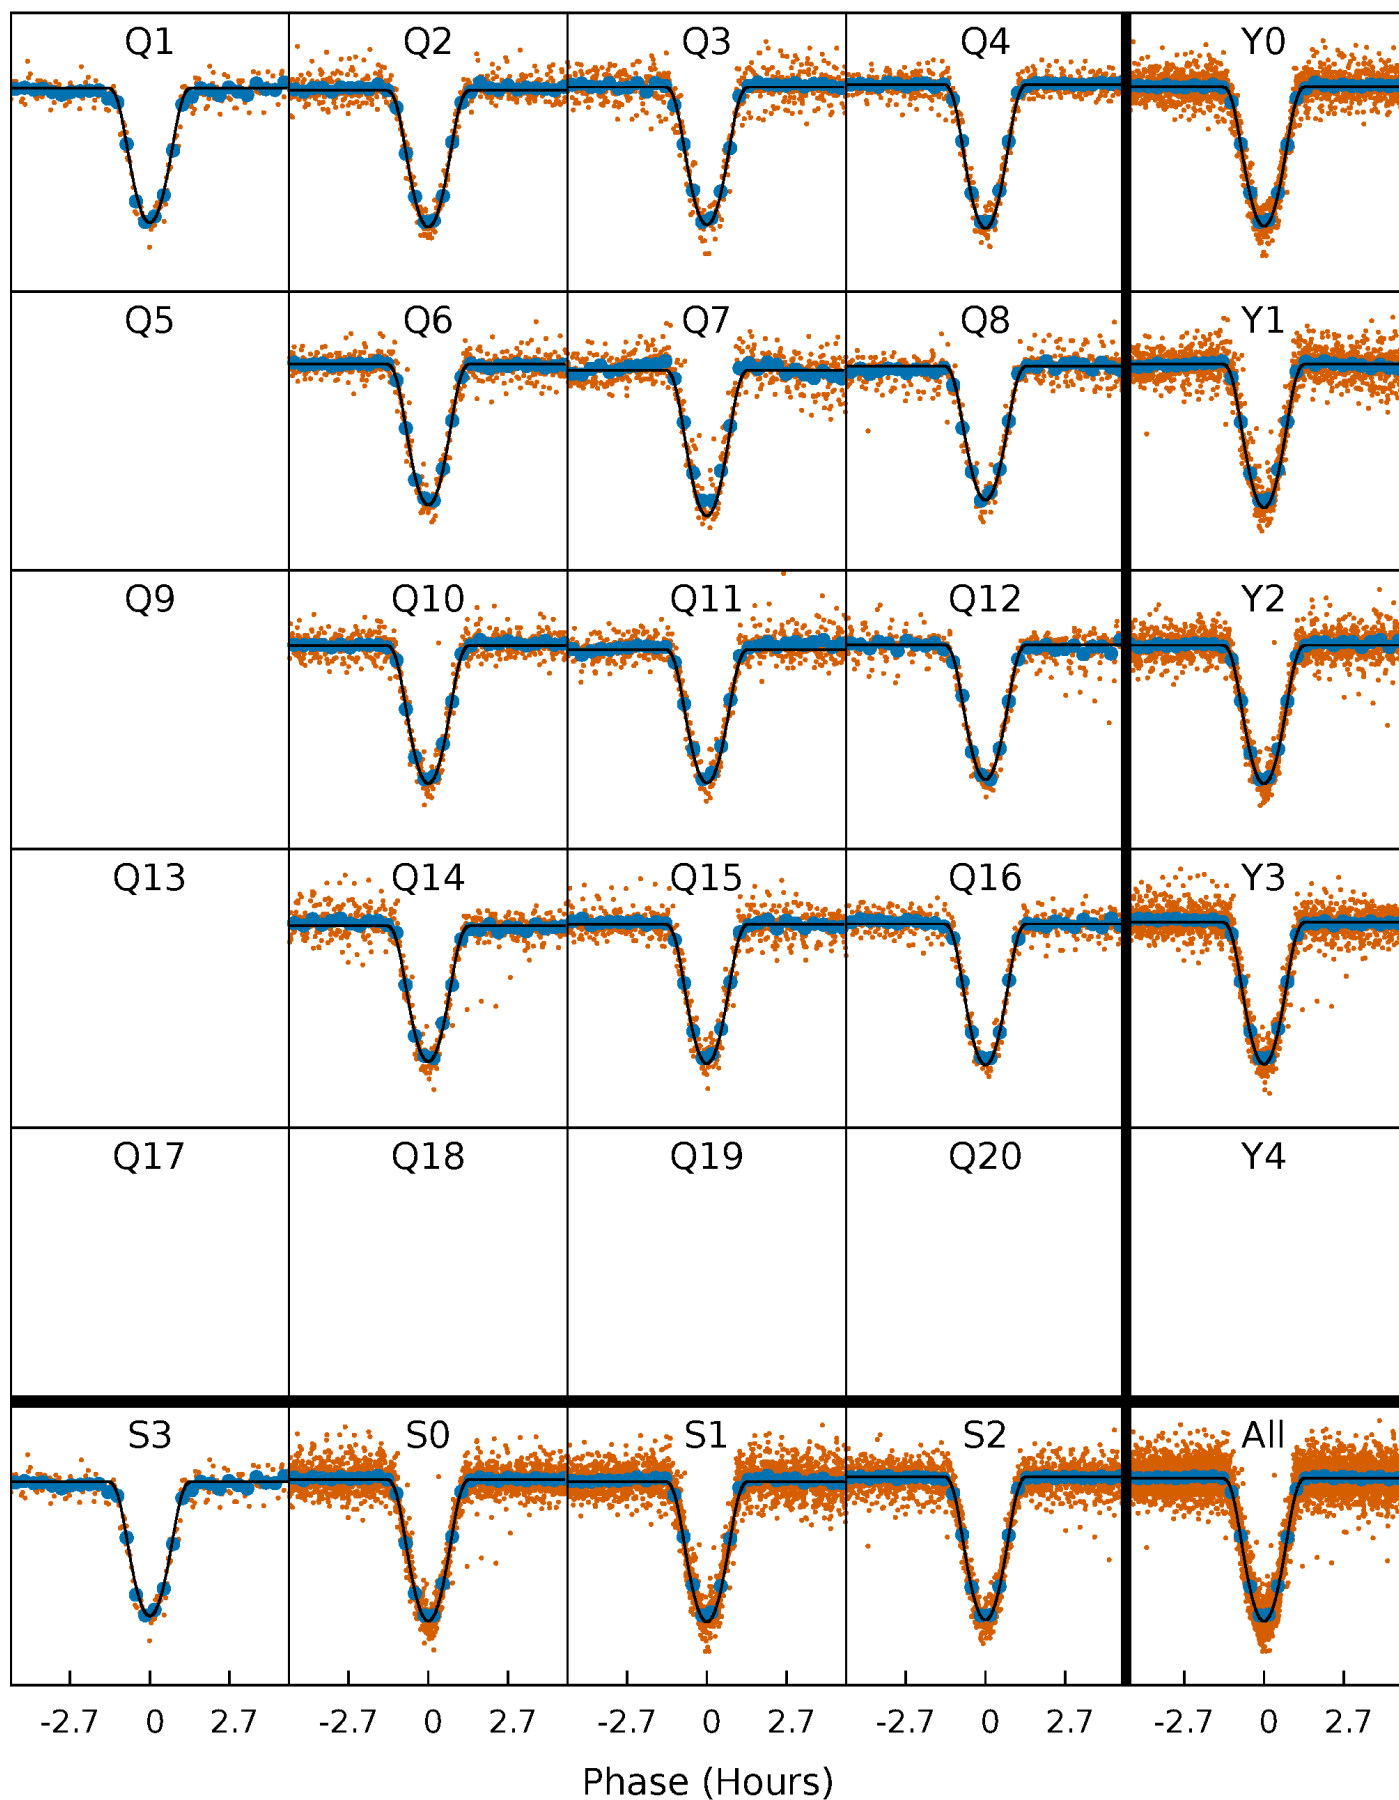 Q1 Q2 Q3 Q4 Y0
Q5 Q6 Q7 Q8 Y1
Q9 Q10 Q11 Q12 Y2
Q13 Q14 Q15 Q16 Y3
Q17 Q18 Q19 Q20 Y4
S3 S0 S1 S2 All
-2.7 0 2.7 -2.7 0 2.7 -2.7 0 2.7 -2.7 0 2.7 -2.7 0 2.7
Phase (Hours)